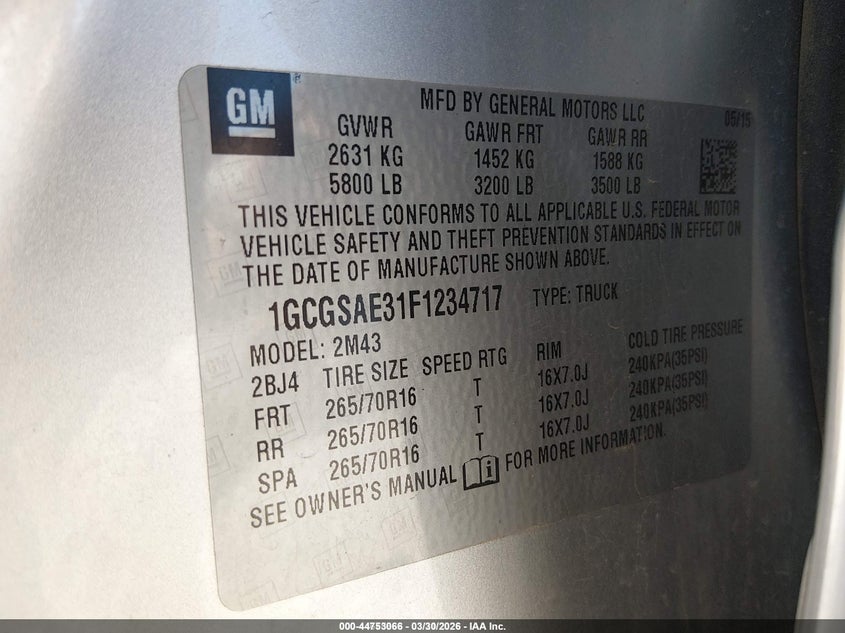 GM
MFD BY GENERAL MOTORS LLC
05/15
GVWR GAWR FRT GAWR RR
2631 KG 1452 KG 1588 KG
5800 LB 3200 LB 3500 LB
THIS VEHICLE CONFORMS TO ALL APPLICABLE U.S. FEDERAL MOTOR
VEHICLE SAFETY AND THEFT PREVENTION STANDARDS IN EFFECT ON
THE DATE OF MANUFACTURE SHOWN ABOVE.
1GCGSAE31F1234717 TYPE: TRUCK
MODEL: 2M43
2BJ4 TIRE SIZE SPEED RTG RIM COLD TIRE PRESSURE
FRT 265/70R16 T 16X7.0J 240KPA(35PSI)
RR 265/70R16 T 16X7.0J 240KPA(35PSI)
SPA 265/70R16 T 16X7.0J 240KPA(35PSI)
SEE OWNER'S MANUAL FOR MORE INFORMATION.
000-44753066 - 03/30/2026 - IAA Inc.